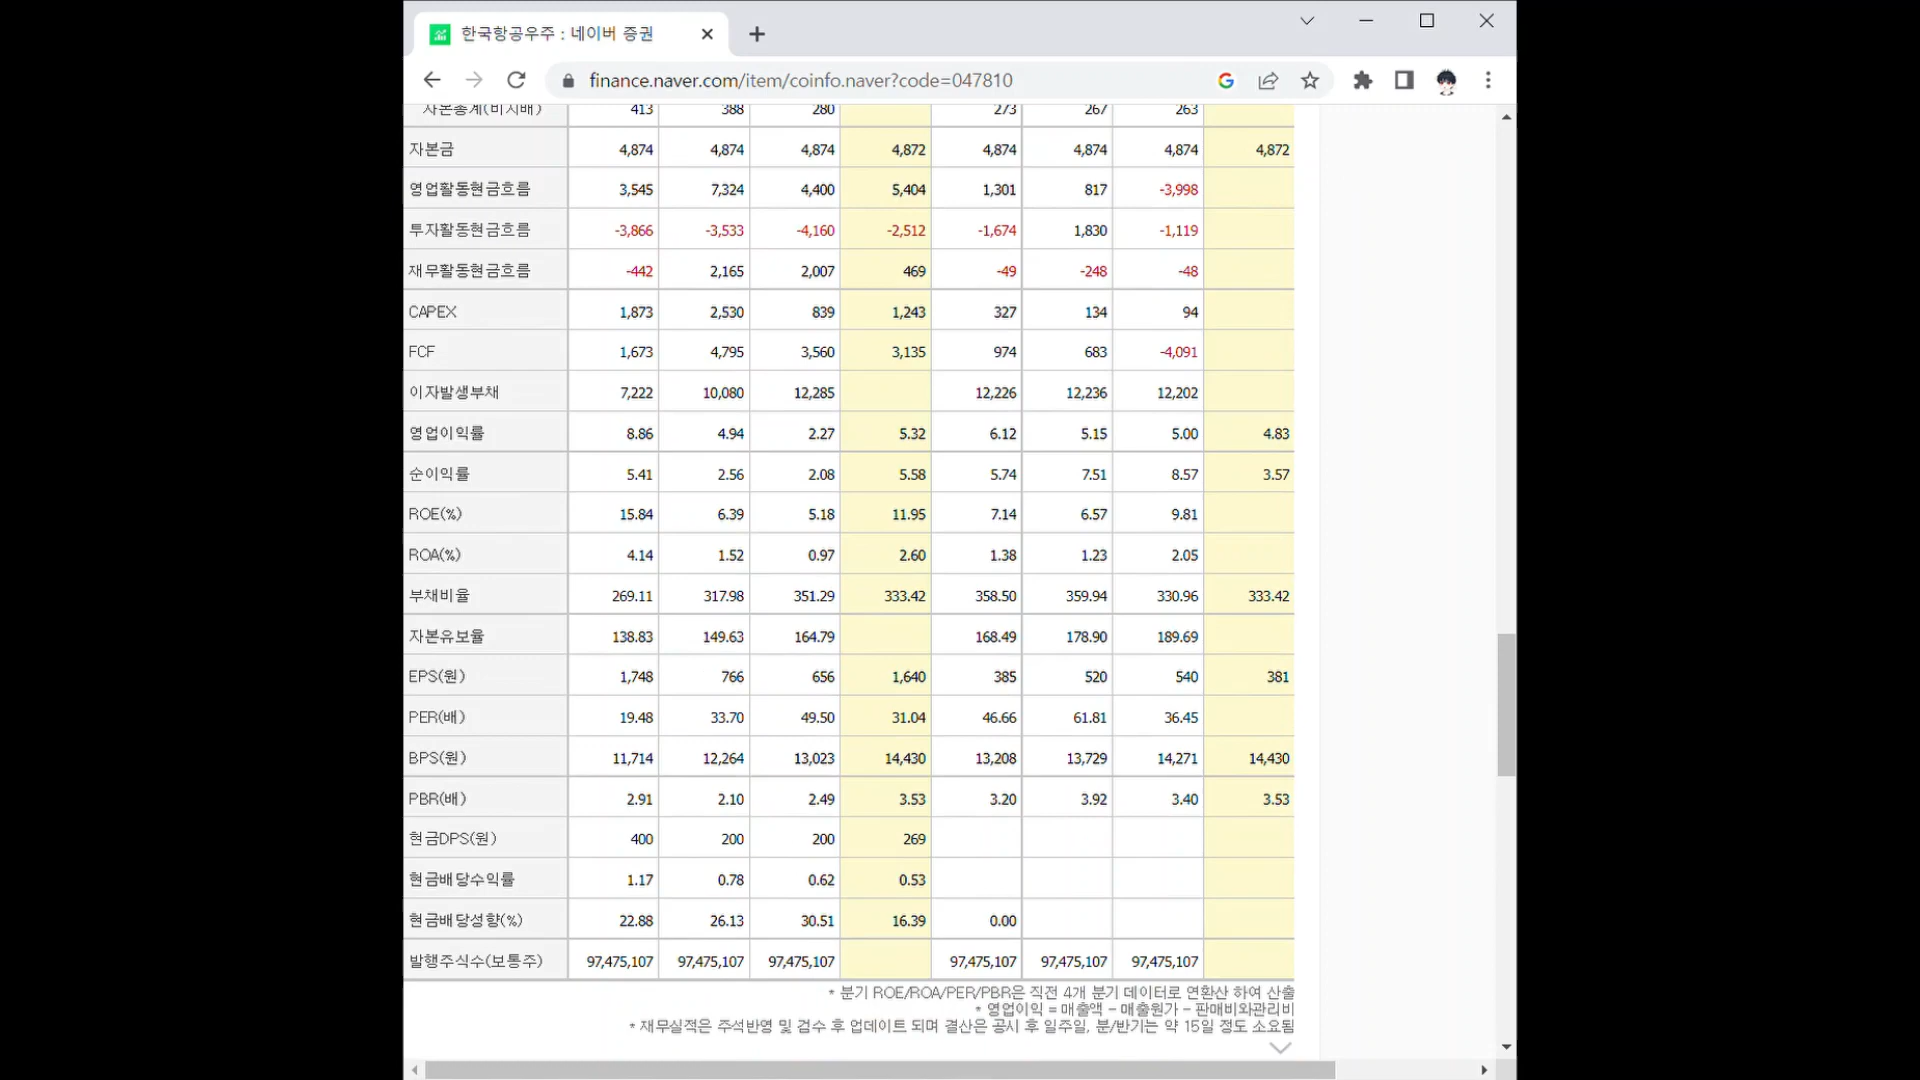 한국항공우주 : 네이버 증권
finance.naver.com/item/coinfo.naver?code=047810
자본총계(비지배) 413 388 280 273 267 263
자본금 4,874 4,874 4,874 4,872 4,874 4,874 4,874 4,872
영업활동현금흐름 3,545 7,324 4,400 5,404 1,301 817 -3,998
투자활동현금흐름 -3,866 -3,533 -4,160 -2,512 -1,674 1,830 -1,119
재무활동현금흐름 -442 2,165 2,007 469 -49 -248 -48
CAPEX 1,873 2,530 839 1,243 327 134 94
FCF 1,673 4,795 3,560 3,135 974 683 -4,091
이자발생부채 7,222 10,080 12,285 12,226 12,236 12,202
영업이익률 8.86 4.94 2.27 5.32 6.12 5.15 5.00 4.83
순이익률 5.41 2.56 2.08 5.58 5.74 7.51 8.57 3.57
ROE(%) 15.84 6.39 5.18 11.95 7.14 6.57 9.81
ROA(%) 4.14 1.52 0.97 2.60 1.38 1.23 2.05
부채비율 269.11 317.98 351.29 333.42 358.50 359.94 330.96 333.42
자본유보율 138.83 149.63 164.79 168.49 178.90 189.69
EPS(원) 1,748 766 656 1,640 385 520 540 381
PER(배) 19.48 33.70 49.50 31.04 46.66 61.81 36.45
BPS(원) 11,714 12,264 13,023 14,430 13,208 13,729 14,271 14,430
PBR(배) 2.91 2.10 2.49 3.53 3.20 3.92 3.40 3.53
현금DPS(원) 400 200 200 269
현금배당수익률 1.17 0.78 0.62 0.53
현금배당성향(%) 22.88 26.13 30.51 16.39 0.00
발행주식수(보통주) 97,475,107 97,475,107 97,475,107 97,475,107 97,475,107 97,475,107
* 분기 ROE/ROA/PER/PBR은 직전 4개 분기 데이터로 연환산 하여 산출
* 영업이익 = 매출액 - 매출원가 - 판매비와관리비
* 재무실적은 주석반영 및 검수 후 업데이트 되며 결산은 공시 후 일주일, 분/반기는 약 15일 정도 소요됨